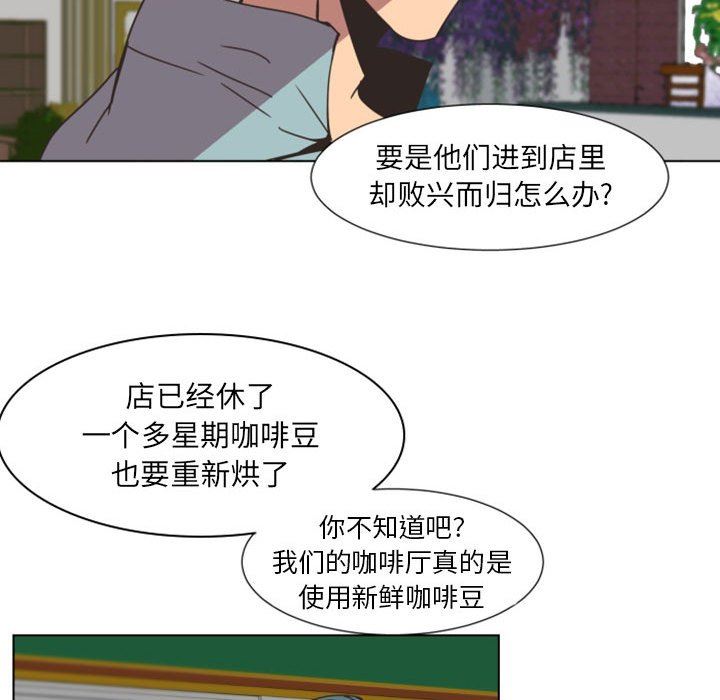 要是他们进到店里
却败兴而归怎么办?
店已经休了
一个多星期咖啡豆
也要重新烘了
你不知道吧?
我们的咖啡厅真的是
使用新鲜咖啡豆